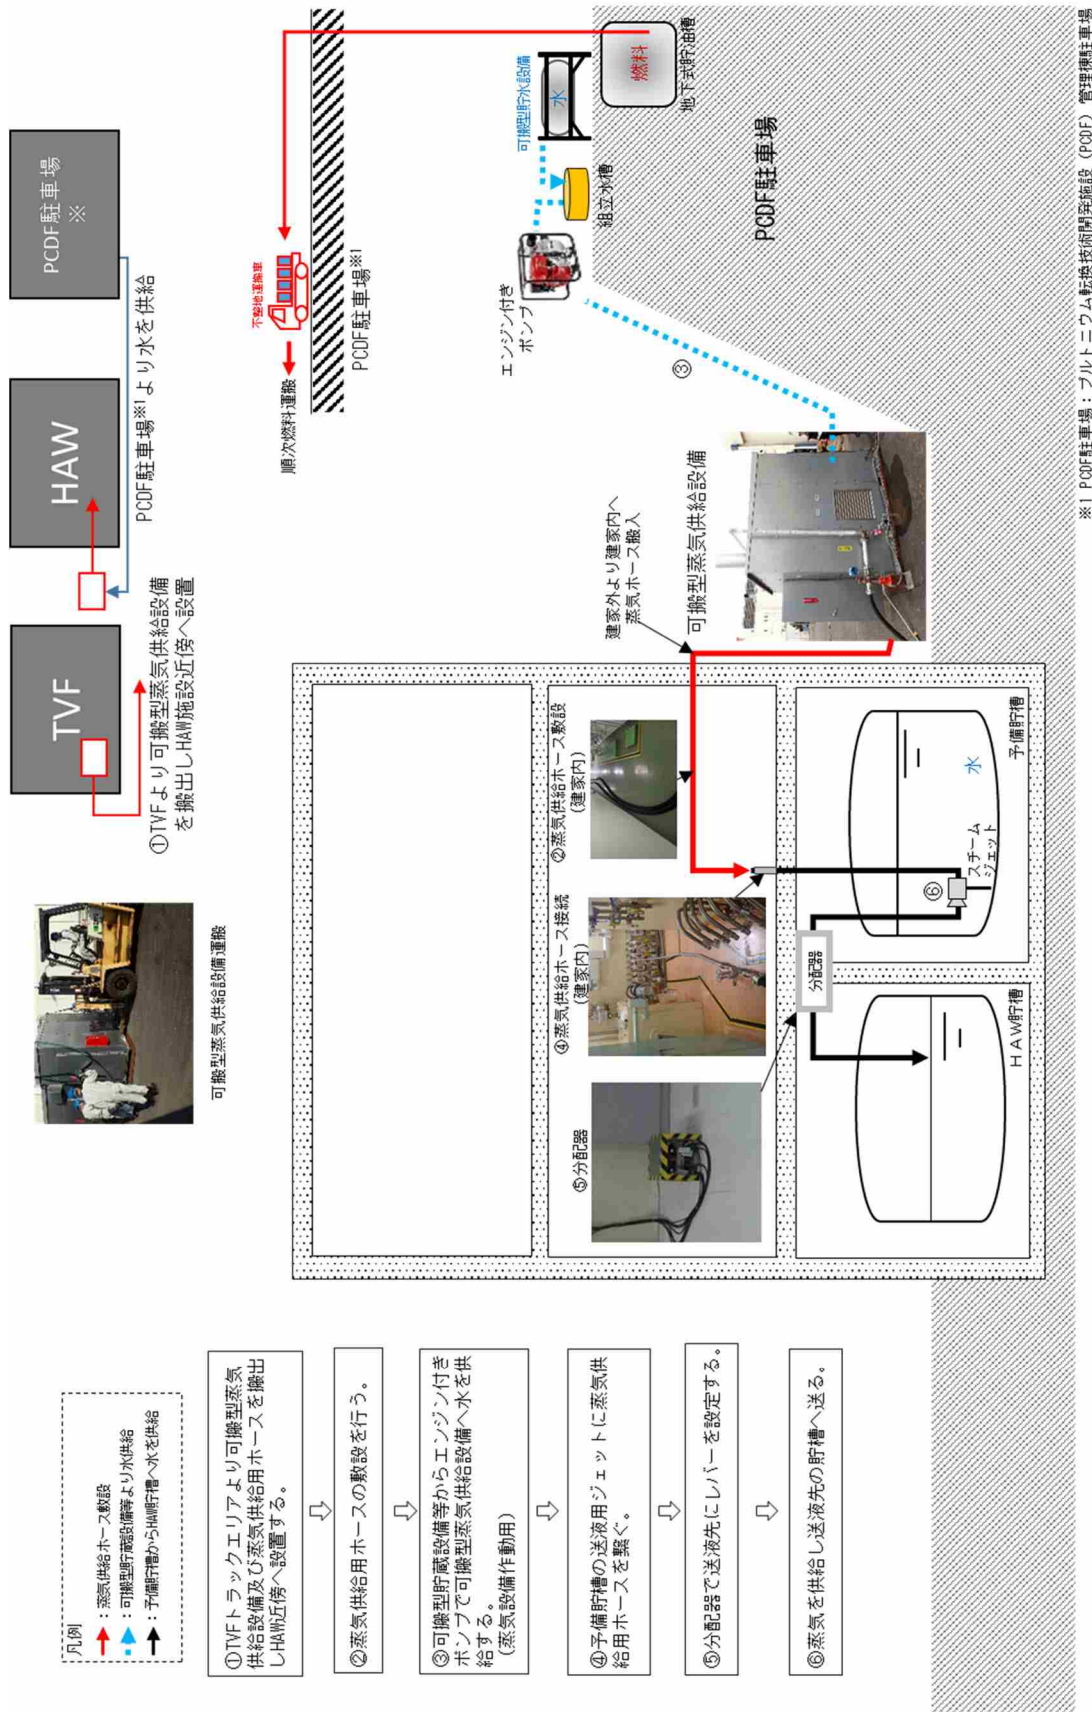 凡例
：蒸気供給ホース敷設
：可搬型貯蔵設備等より水供給
：予備貯槽からHAW貯槽へ水を供給
①TVFトラックエリアより可搬型蒸気
供給設備及び蒸気供給用ホースを搬出
しHAW近傍へ設置する。
②蒸気供給用ホースの敷設を行う。
③可搬型貯蔵設備等からエンジン付き
ポンプで可搬型蒸気供給設備へ水を供
給する。
（蒸気設備作動用）
④予備貯槽の送液用ジェットに蒸気供
給用ホースを繋ぐ。
⑤分配器で送液先にレバーを設定する。
⑥蒸気を供給し送液先の貯槽へ送る。
可搬型蒸気供給設備運搬
TVF
HAW
PCDF駐車場
※
①TVFより可搬型蒸気供給設備
を搬出しHAW施設近傍へ設置
PCDF駐車場※1より水を供給
⑤分配器
④蒸気供給ホース接続
(建家内)
②蒸気供給ホース敷設
(建家内)
建家外より建家内へ
蒸気ホース搬入
可搬型蒸気供給設備
分配器
HAW貯槽
⑥
スチーム
ジェット
水
予備貯槽
順次燃料運搬
不整地運搬車
PCDF駐車場※1
エンジン付き
ポンプ
③
組立水槽
可搬型貯水設備
水
燃料
地下式貯油槽
PCDF駐車場
※1 PCDF駐車場：プルトニウム転換技術開発施設（PCDF）管理棟駐車場